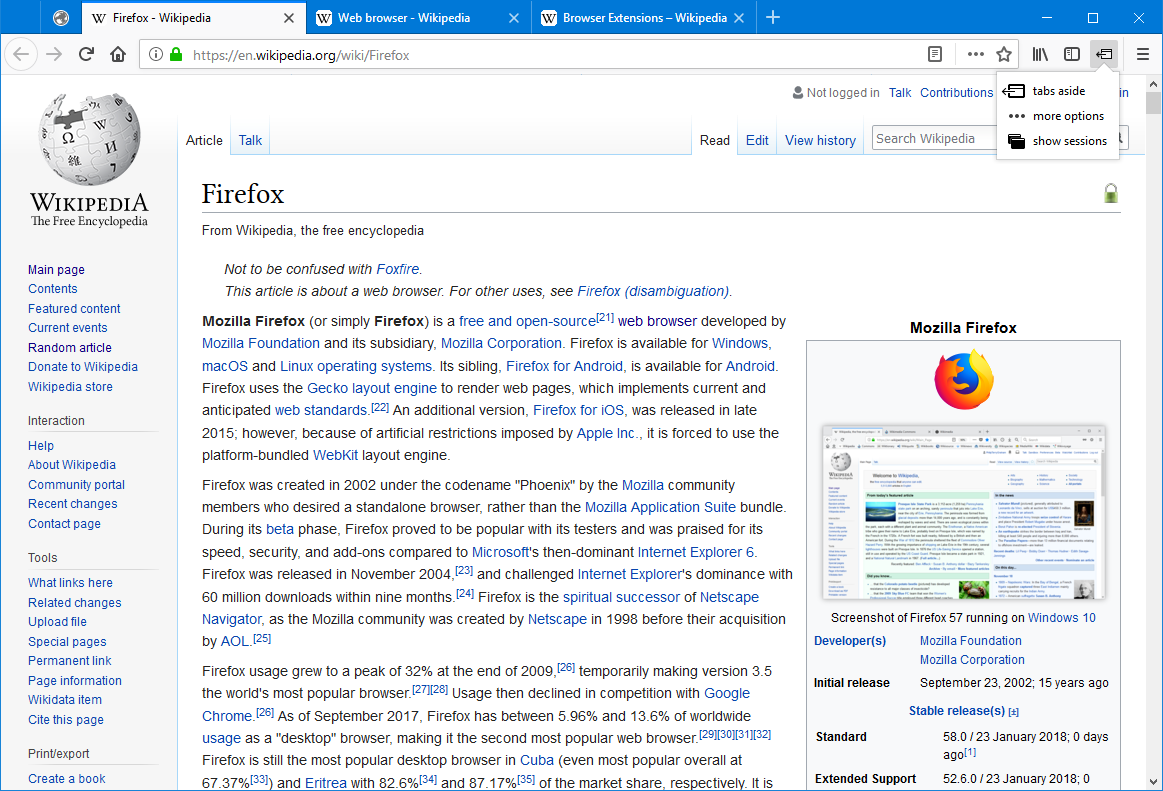 Firefox - Wikipedia
Web browser - Wikipedia
Browser Extensions – Wikipedia
https://en.wikipedia.org/wiki/Firefox
tabs aside
more options
show sessions
Not logged in Talk Contributions in
WIKIPEDIA
The Free Encyclopedia
Article Talk Read Edit View history Search Wikipedia
Main page
Contents
Featured content
Current events
Random article
Donate to Wikipedia
Wikipedia store
Interaction
Help
About Wikipedia
Community portal
Recent changes
Contact page
Tools
What links here
Related changes
Upload file
Special pages
Permanent link
Page information
Wikidata item
Cite this page
Print/export
Create a book
Firefox
From Wikipedia, the free encyclopedia
Not to be confused with Foxfire.
This article is about a web browser. For other uses, see Firefox (disambiguation).
Mozilla Firefox (or simply Firefox) is a free and open-source[21] web browser developed by
Mozilla Foundation and its subsidiary, Mozilla Corporation. Firefox is available for Windows,
macOS and Linux operating systems. Its sibling, Firefox for Android, is available for Android.
Firefox uses the Gecko layout engine to render web pages, which implements current and
anticipated web standards.[22] An additional version, Firefox for iOS, was released in late
2015; however, because of artificial restrictions imposed by Apple Inc., it is forced to use the
platform-bundled WebKit layout engine.
Firefox was created in 2002 under the codename "Phoenix" by the Mozilla community
members who desired a standalone browser, rather than the Mozilla Application Suite bundle.
During its beta phase, Firefox proved to be popular with its testers and was praised for its
speed, security, and add-ons compared to Microsoft's then-dominant Internet Explorer 6.
Firefox was released in November 2004,[23] and challenged Internet Explorer's dominance with
60 million downloads within nine months.[24] Firefox is the spiritual successor of Netscape
Navigator, as the Mozilla community was created by Netscape in 1998 before their acquisition
by AOL.[25]
Firefox usage grew to a peak of 32% at the end of 2009,[26] temporarily making version 3.5
the world's most popular browser.[27][28] Usage then declined in competition with Google
Chrome.[26] As of September 2017, Firefox has between 5.96% and 13.6% of worldwide
usage as a "desktop" browser, making it the second most popular web browser.[29][30][31][32]
Firefox is still the most popular desktop browser in Cuba (even most popular overall at
67.37%[33]) and Eritrea with 82.6%[34] and 87.17%[35] of the market share, respectively. It is
Mozilla Firefox
Welcome to Wikipedia,
From today's featured article
In the news
Did you know...
On this day...
Screenshot of Firefox 57 running on Windows 10
Developer(s) Mozilla Foundation
Mozilla Corporation
Initial release September 23, 2002; 15 years ago
Stable release(s) [±]
Standard 58.0 / 23 January 2018; 0 days
ago[1]
Extended Support 52.6.0 / 23 January 2018; 0